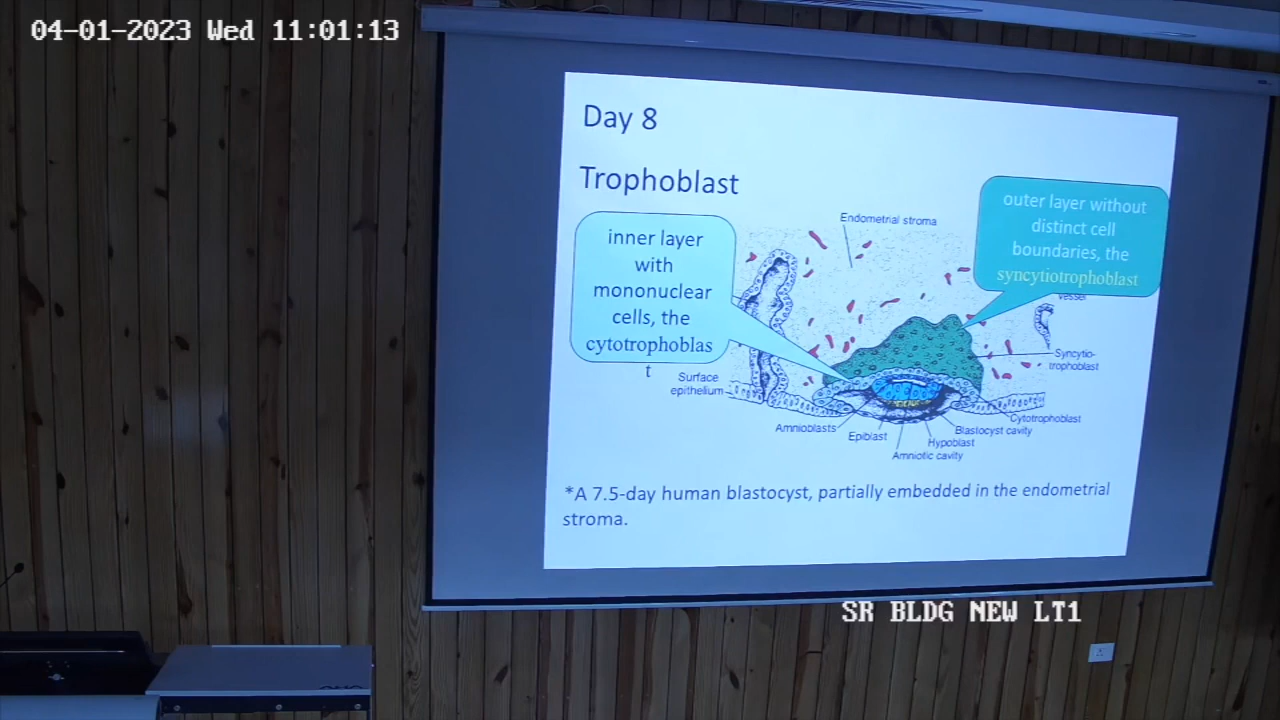 04-01-2023 Wed 11:01:13
Day 8
Trophoblast
inner layer
with
mononuclear
cells, the
cytotrophoblas
t
outer layer without
distinct cell
boundaries, the
syncytiotrophoblast
Endometrial stroma
vessel
Syncytio-
trophoblast
Surface
epithelium
Cytotrophoblast
Amnioblasts
Epiblast
Blastocyst cavity
Hypoblast
Amniotic cavity
*A 7.5-day human blastocyst, partially embedded in the endometrial
stroma.
SR BLDG NEW LT1